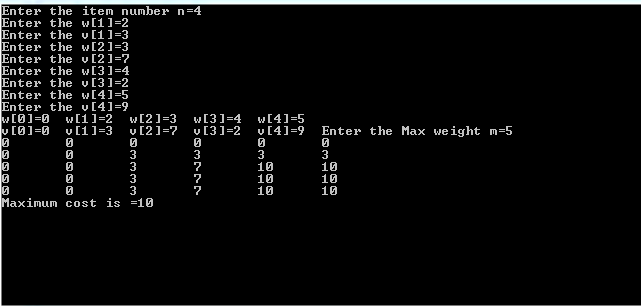 Enter the item number n=4
Enter the w[1]=2
Enter the v[1]=3
Enter the w[2]=3
Enter the v[2]=7
Enter the w[3]=4
Enter the v[3]=2
Enter the w[4]=5
Enter the v[4]=9
w[0]=0 w[1]=2 w[2]=3 w[3]=4 w[4]=5
v[0]=0 v[1]=3 v[2]=7 v[3]=2 v[4]=9 Enter the Max weight m=5
0 0 0 0 0 0
0 0 3 3 3 3
0 0 3 7 10 10
0 0 3 7 10 10
0 0 3 7 10 10
Maximum cost is =10